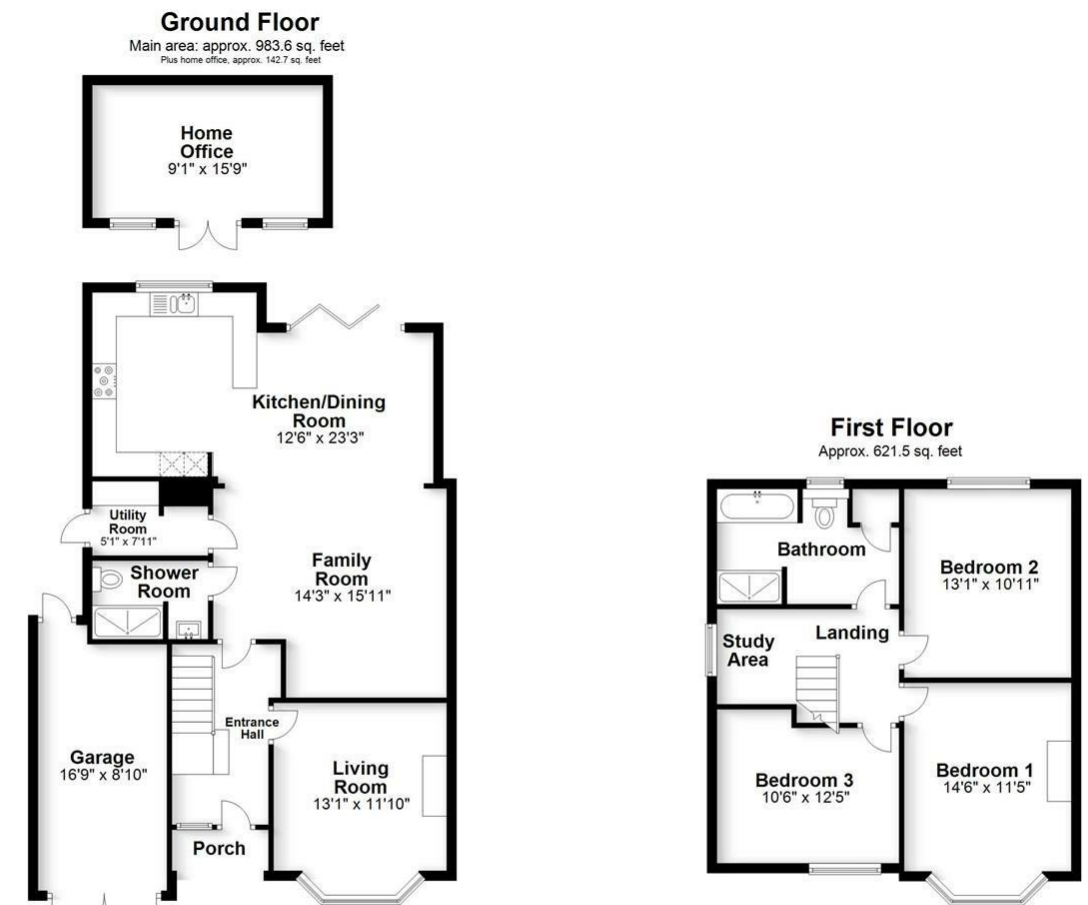 Ground Floor
Main area: approx. 983.6 sq. feet
Plus home office, approx. 142.7 sq. feet
Home
Office
9'1" x 15'9"
Kitchen/Dining
Room
12'6" x 23'3"
Utility
Room
5'1" x 7'11"
Shower
Room
Family
Room
14'3" x 15'11"
Entrance
Hall
Garage
16'9" x 8'10"
Living
Room
13'1" x 11'10"
Porch
First Floor
Approx. 621.5 sq. feet
Bathroom
Bedroom 2
13'1" x 10'11"
Study
Area
Landing
Bedroom 3
10'6" x 12'5"
Bedroom 1
14'6" x 11'5"